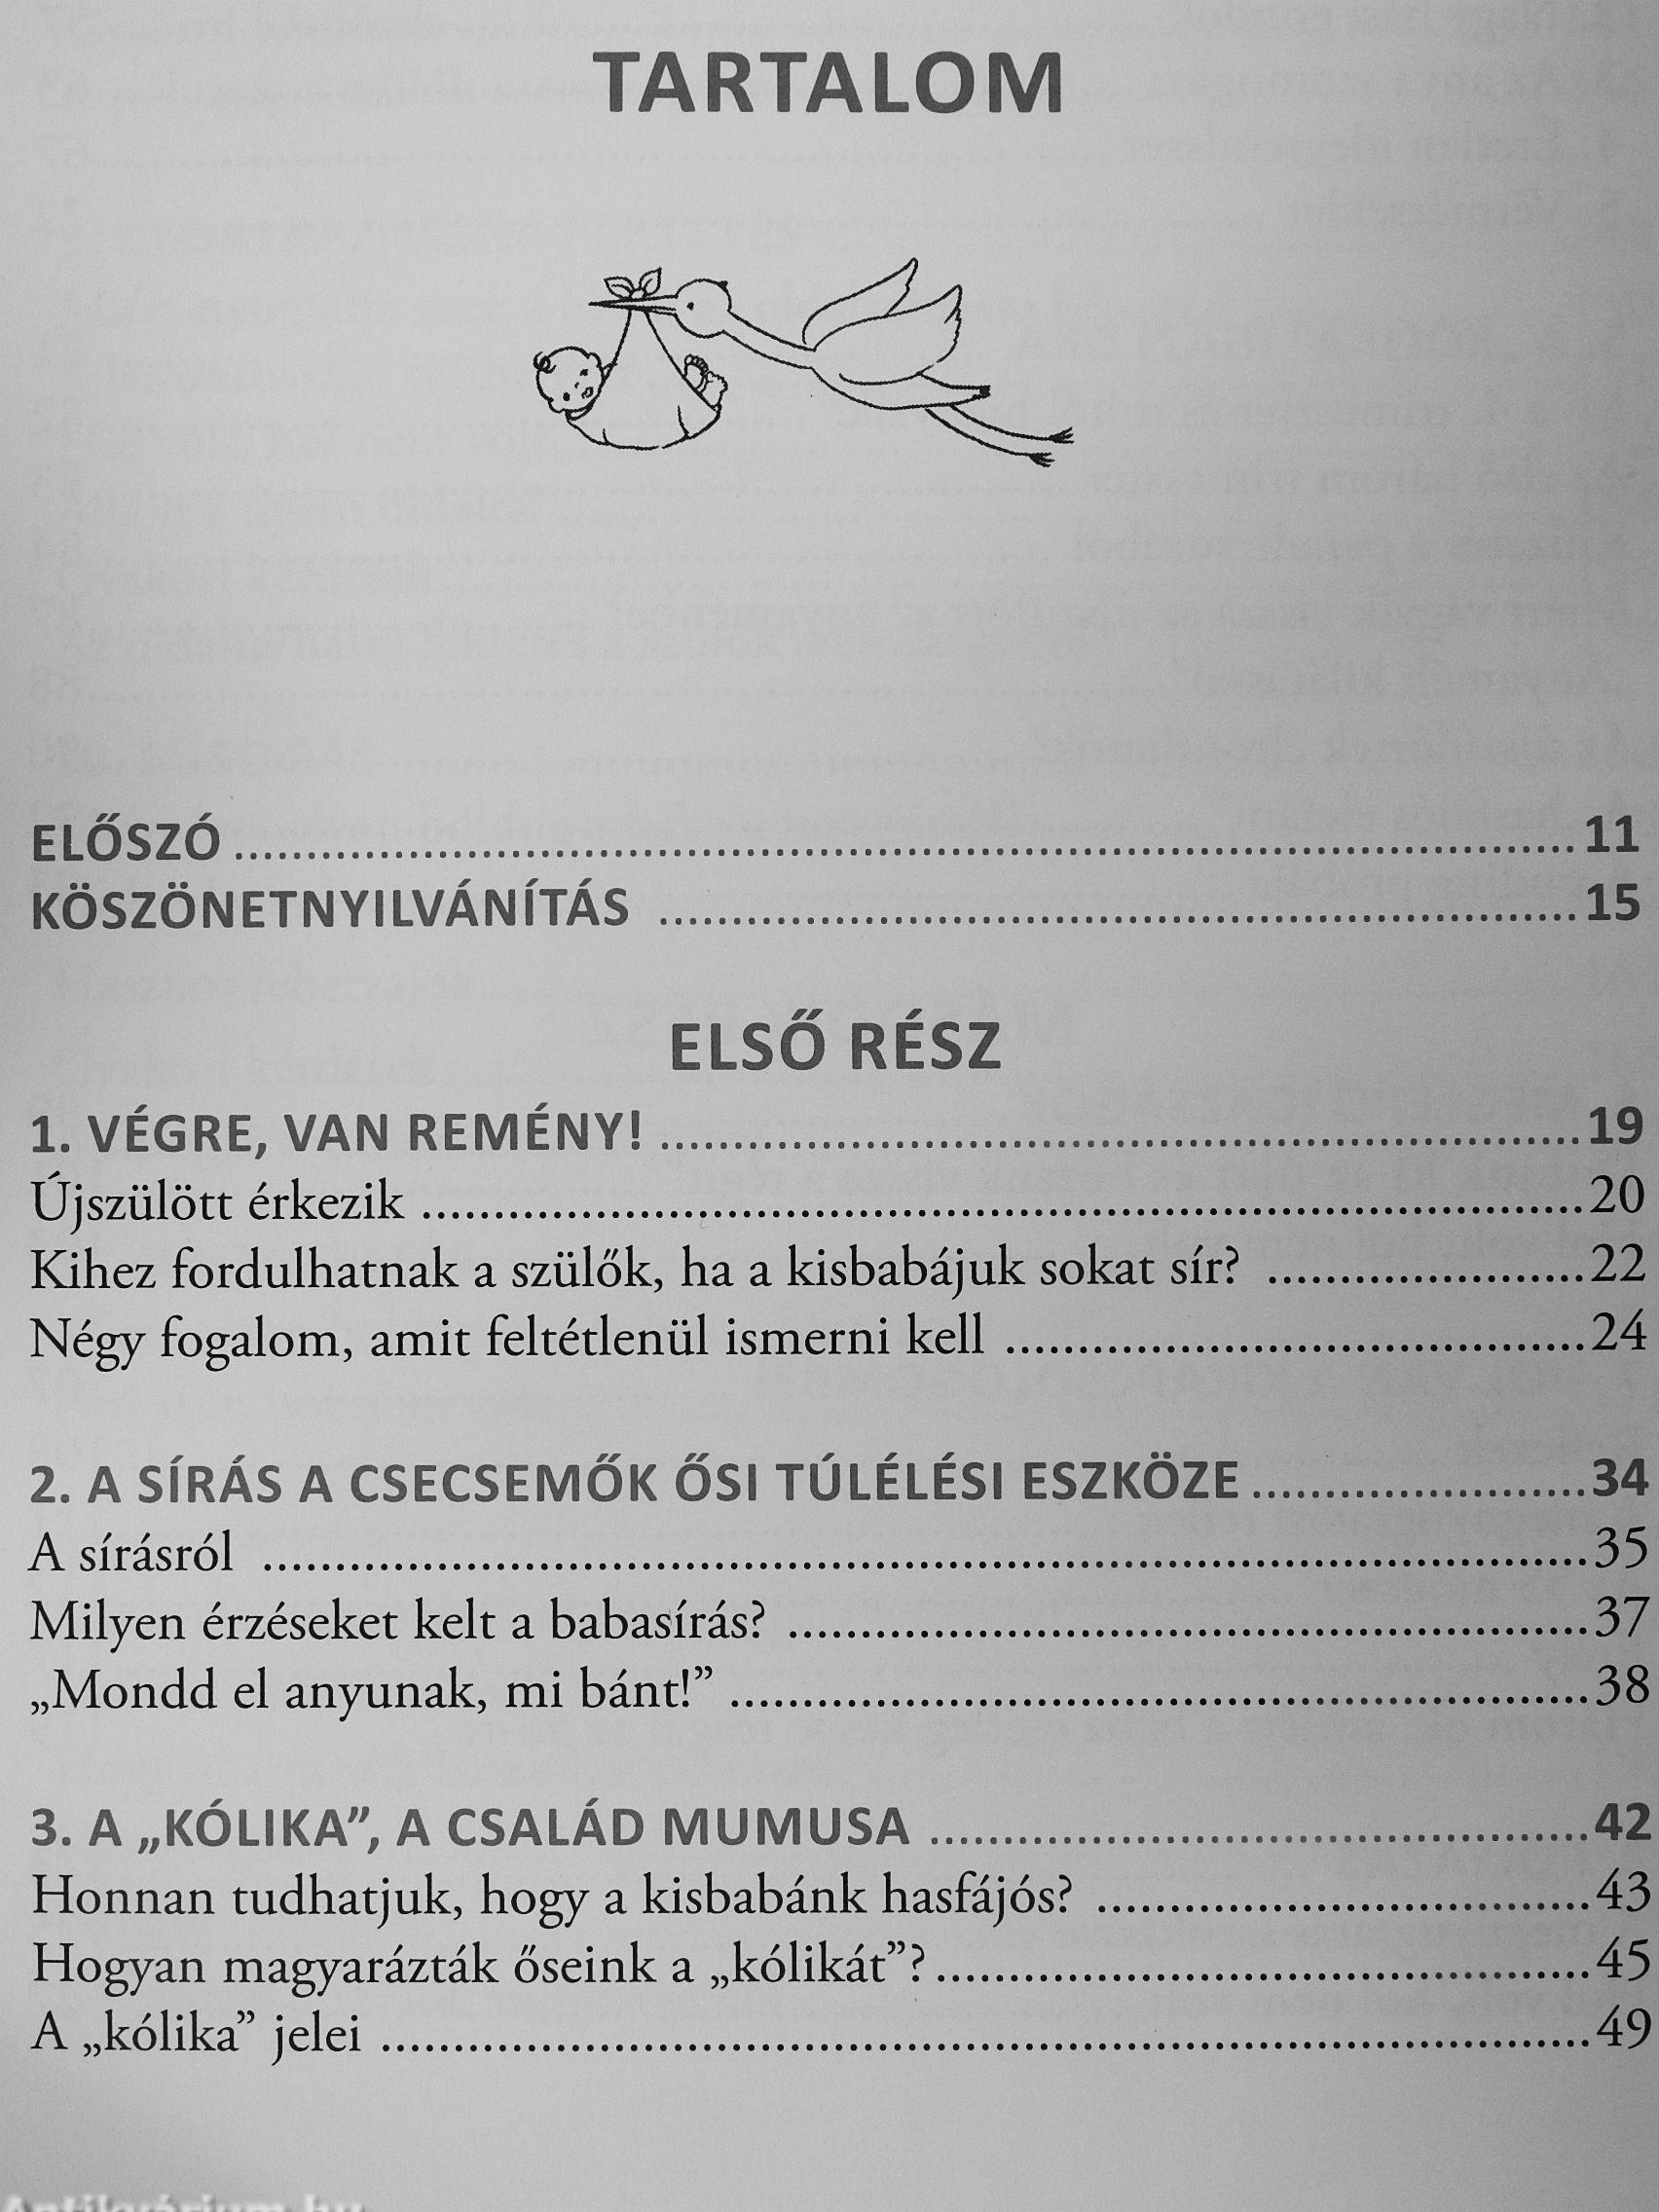 TARTALOM
ELŐSZÓ ........ 11
KÖSZÖNETNYILVÁNÍTÁS ........ 15
ELSŐ RÉSZ
1. VÉGRE, VAN REMÉNY! ........ 19
Újszülött érkezik ........ 20
Kihez fordulhatnak a szülők, ha a kisbabájuk sokat sír? ........ 22
Négy fogalom, amit feltétlenül ismerni kell ........ 24
2. A SÍRÁS A CSECSEMŐK ŐSI TÚLÉLÉSI ESZKÖZE ........ 34
A sírásról ........ 35
Milyen érzéseket kelt a babasírás? ........ 37
„Mondd el anyunak, mi bánt!” ........ 38
3. A „KÓLIKA”, A CSALÁD MUMUSA ........ 42
Honnan tudhatjuk, hogy a kisbabánk hasfájós? ........ 43
Hogyan magyarázták őseink a „kólikát”? ........ 45
A „kólika” jelei ........ 49
Antikvárium.hu